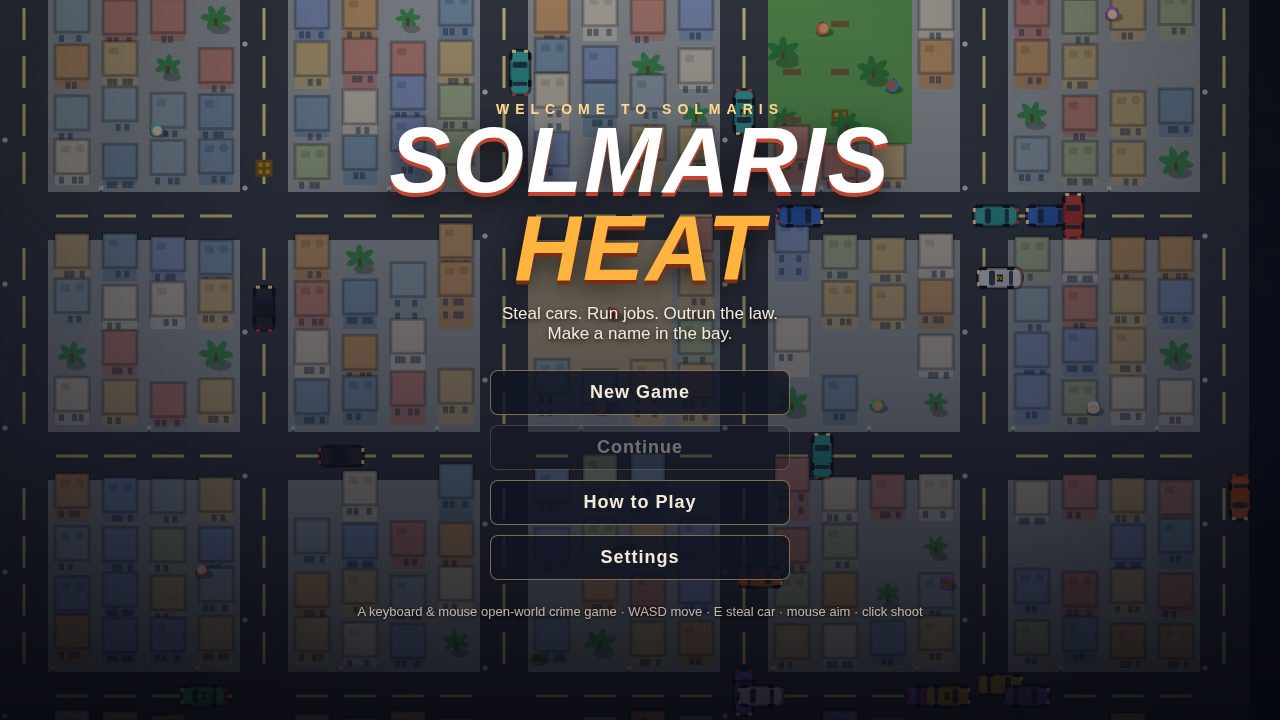 WELCOME TO SOLMARIS
SOLMARIS
HEAT
Steal cars. Run jobs. Outrun the law.
Make a name in the bay.
New Game
Continue
How to Play
Settings
A keyboard & mouse open-world crime game · WASD move · E steal car · mouse aim · click shoot